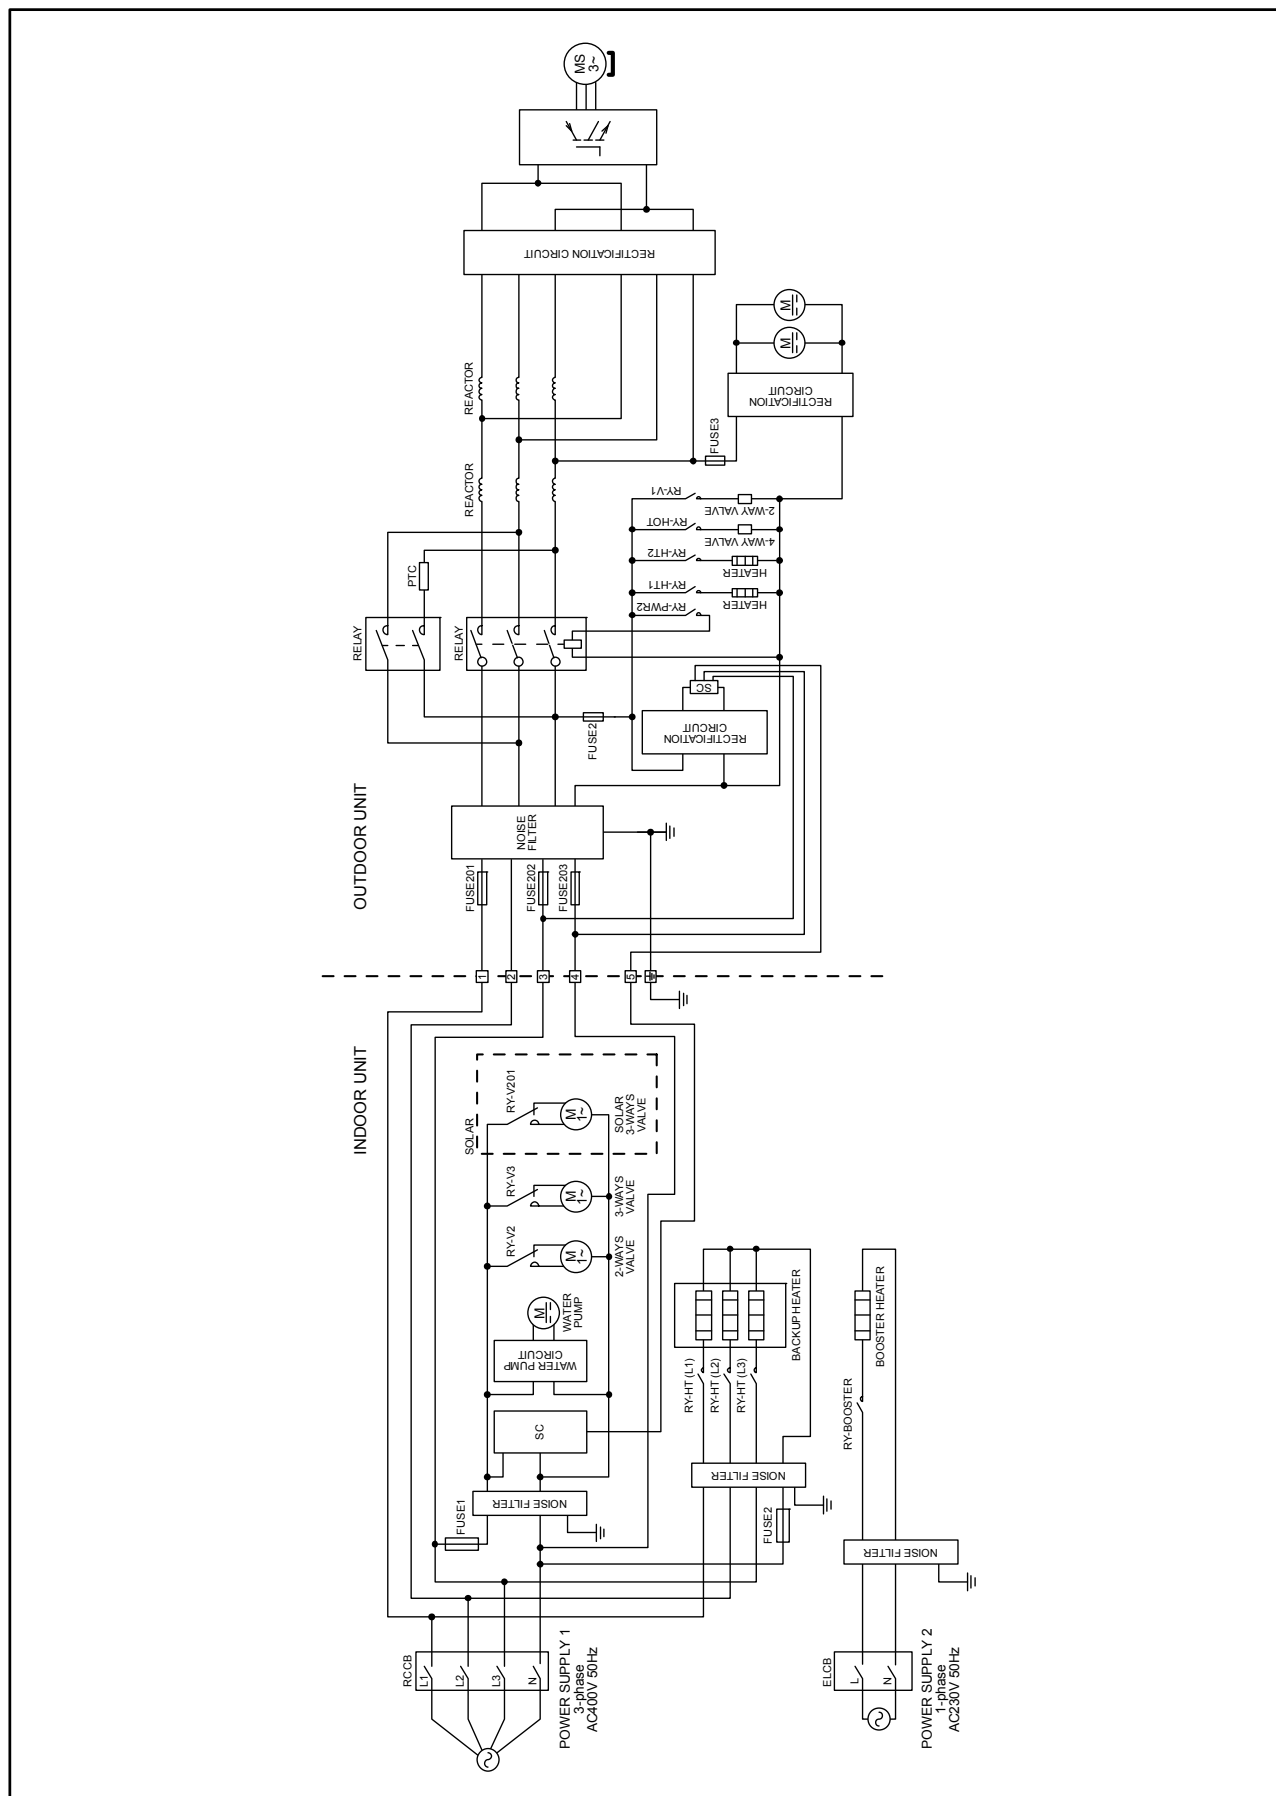 MS
3~
RECTIFICATION CIRCUIT
REACTOR
REACTOR
M
M
RECTIFICATION
CIRCUIT
FUSE3
RY-V1
2-WAY VALVE
RY-HOT
4-WAY VALVE
RY-HT2
HEATER
RY-HT1
HEATER
RY-PWR2
PTC
RELAY
RELAY
SC
RECTIFICATION
CIRCUIT
FUSE2
OUTDOOR UNIT
NOISE
FILTER
FUSE201
FUSE202
FUSE203
1
2
3
4
5
INDOOR UNIT
SOLAR
RY-V201
M
1~
SOLAR
3-WAYS
VALVE
RY-V3
M
1~
3-WAYS
VALVE
RY-V2
M
1~
2-WAYS
VALVE
M
WATER
PUMP
WATER PUMP
CIRCUIT
SC
NOISE FILTER
FUSE1
BACKUP HEATER
RY-HT (L1)
RY-HT (L2)
RY-HT (L3)
NOISE FILTER
FUSE2
BOOSTER HEATER
RY-BOOSTER
NOISE FILTER
RCCB
L1
L2
L3
N
POWER SUPPLY 1
3-phase
AC400V 50Hz
ELCB
L
N
POWER SUPPLY 2
1-phase
AC230V 50Hz